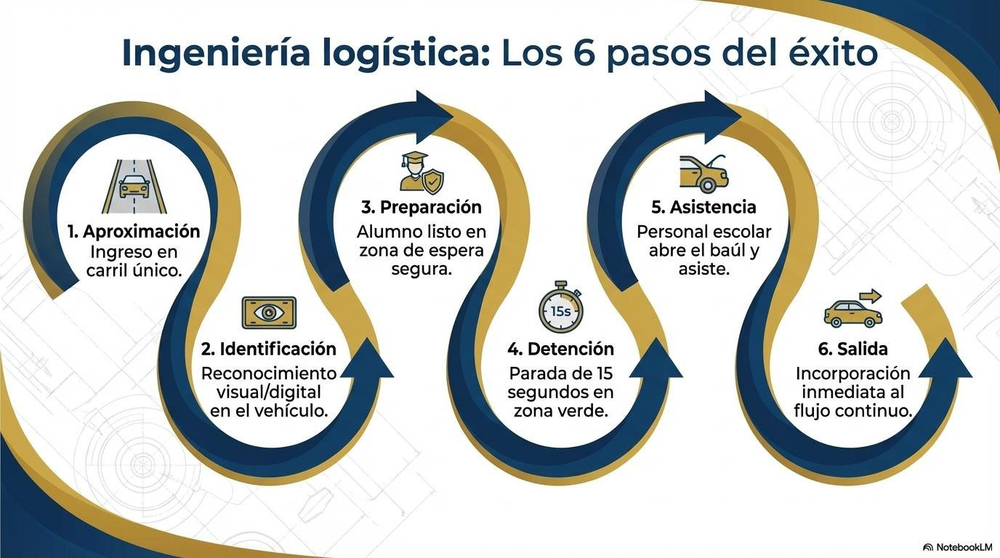 Ingeniería logística: Los 6 pasos del éxito
1. Aproximación
Ingreso en
carril único.
2. Identificación
Reconocimiento
visual/digital
en el vehículo.
3. Preparación
Alumno listo en
zona de espera
segura.
15s
4. Detención
Parada de 15
segundos en
zona verde.
5. Asistencia
Personal escolar
abre el baúl y
asiste.
6. Salida
Incorporación
inmediata al
flujo continuo.
NotebookLM